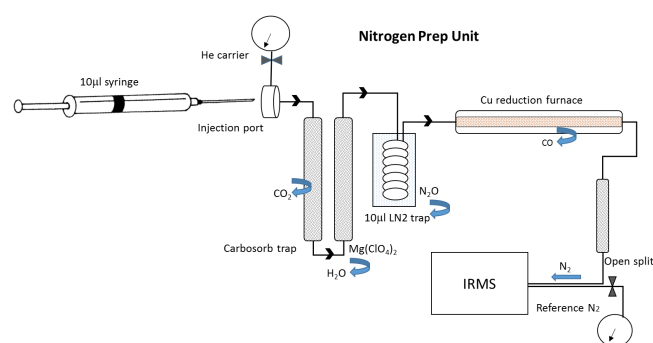 Nitrogen Prep Unit
He carrier
10µl syringe
Injection port
Cu reduction furnace
CO
CO₂
N₂O
10µl LN2 trap
Carbosorb trap
Mg(ClO₄)₂
H₂O
N₂
Open split
IRMS
Reference N2